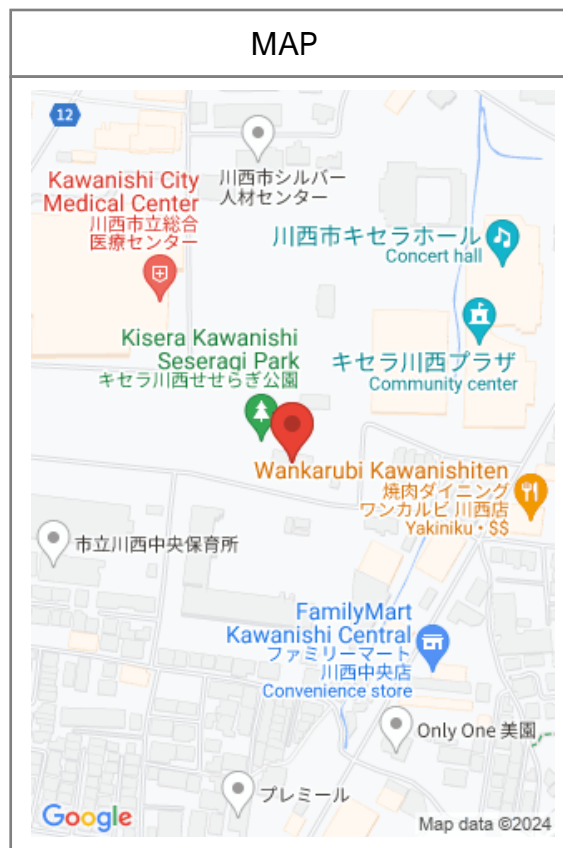 MAP
12
川西市シルバー
人材センター
Kawanishi City
Medical Center
川西市立総合
医療センター
川西市キセラホール
Concert hall
Kisera Kawanishi
Seseragi Park
キセラ川西せせらぎ公園
キセラ川西プラザ
Community center
Wankarubi Kawanishiten
焼肉ダイニング
ワンカルビ 川西店
Yakiniku・$$
市立川西中央保育所
FamilyMart
Kawanishi Central
ファミリーマート
川西中央店
Convenience store
Only One 美園
プレミール
Google
Map data ©2024